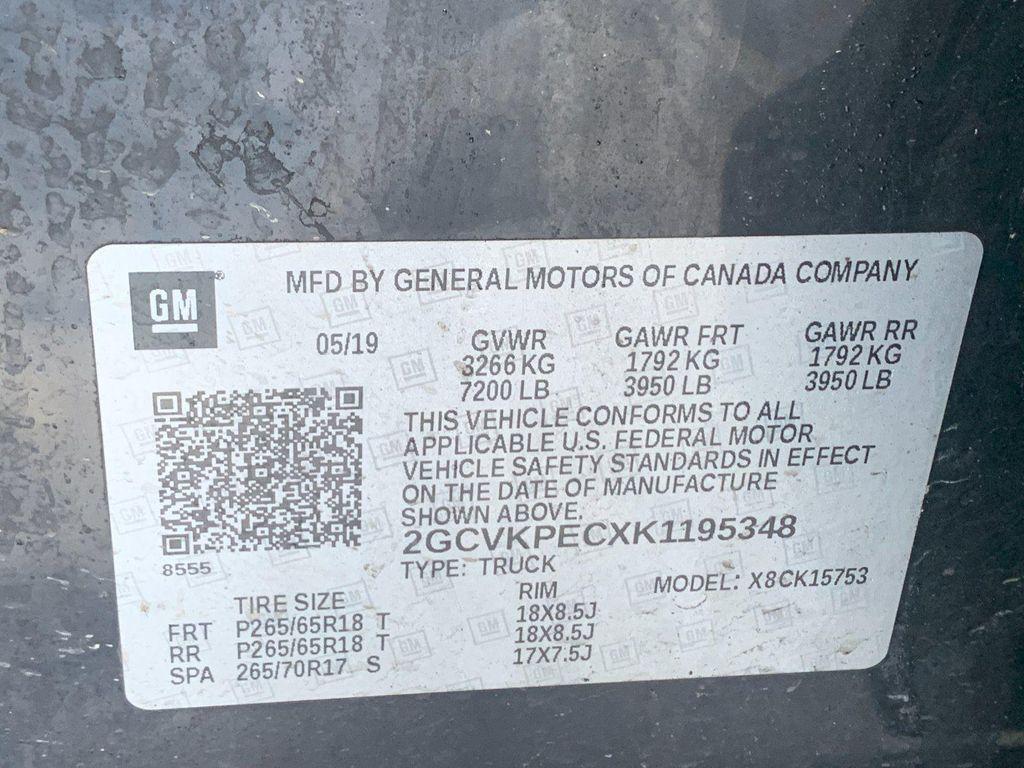 GM ®
MFD BY GENERAL MOTORS OF CANADA COMPANY
05/19 GVWR GAWR FRT GAWR RR
3266 KG 1792 KG 1792 KG
7200 LB 3950 LB 3950 LB
THIS VEHICLE CONFORMS TO ALL
APPLICABLE U.S. FEDERAL MOTOR
VEHICLE SAFETY STANDARDS IN EFFECT
ON THE DATE OF MANUFACTURE
SHOWN ABOVE.
2GCVKPECXK1195348
8555
TYPE: TRUCK MODEL: X8CK15753
TIRE SIZE RIM
FRT P265/65R18 T 18X8.5J
RR P265/65R18 T 18X8.5J
SPA 265/70R17 S 17X7.5J